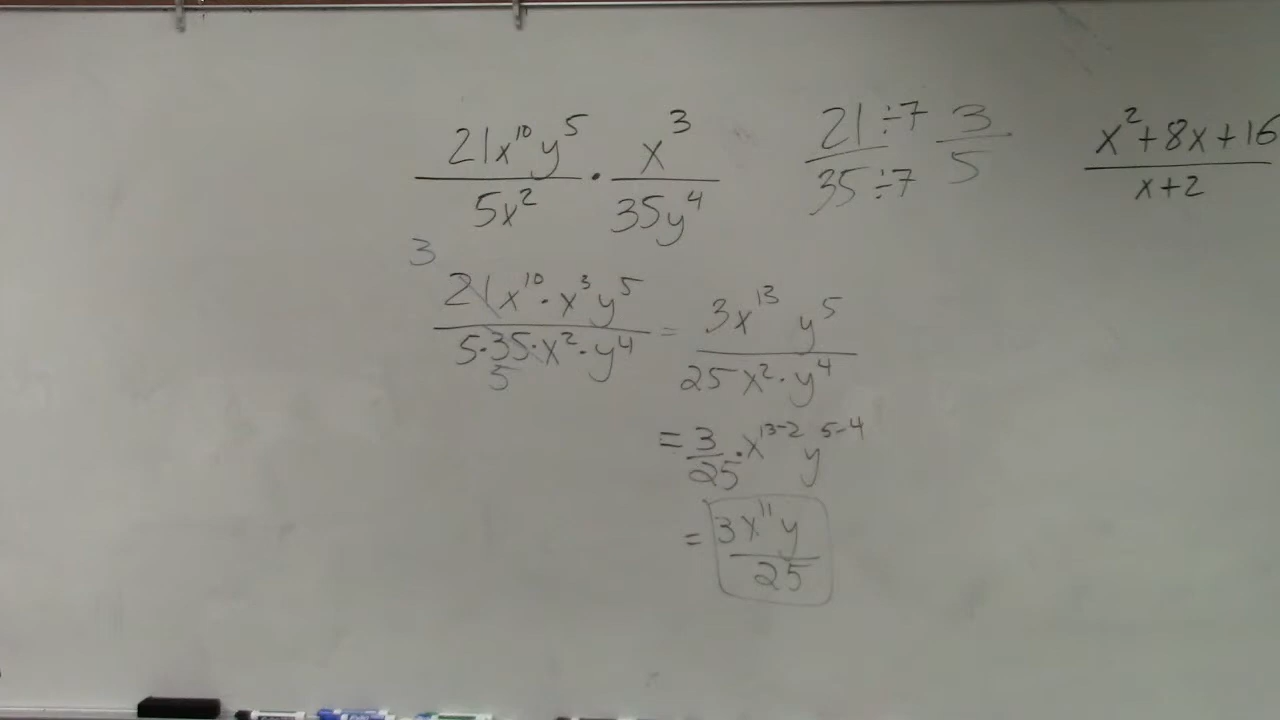 21x^10 y^5 / 5x^2 · x^3 / 35y^4
21 ÷7 / 35 ÷7 3/5
x^2+8x+16 / x+2
3
21x^10 · x^3 y^5 / 5·35·x^2·y^4 = 3x^13 y^5 / 25x^2·y^4
5
= 3/25 · x^13-2 y^5-4
= 3x^11 y / 25